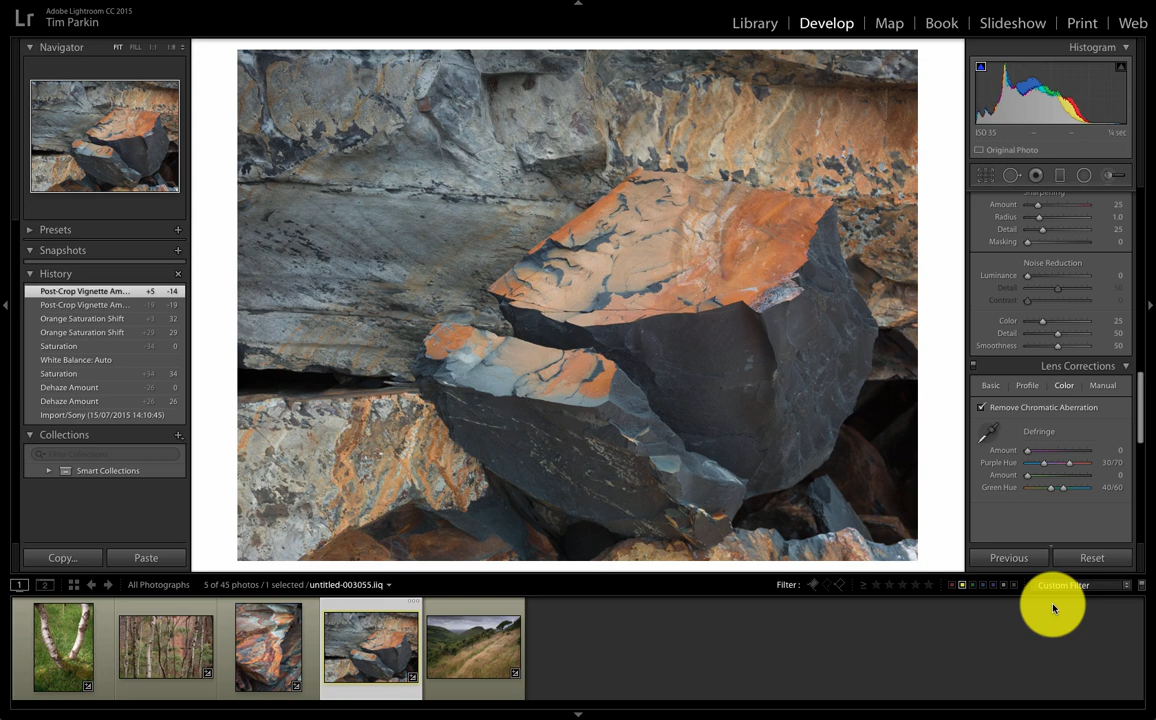 Lr
Adobe Lightroom CC 2015
Tim Parkin
Library | Develop | Map | Book | Slideshow | Print | Web
Navigator FIT FILL 1:1 1:8
Presets
Snapshots
History
Post-Crop Vignette Am... +5 -14
Post-Crop Vignette Am... -19 -19
Orange Saturation Shift +3 32
Orange Saturation Shift +29 29
Saturation -34 0
White Balance: Auto
Saturation +34 34
Dehaze Amount -26 0
Dehaze Amount +26 26
Import/Sony (15/07/2015 14:10:45)
Collections
Filter Collections
Smart Collections
Copy... Paste
Histogram
ISO 35 – – ¼ sec
Original Photo
Sharpening
Amount 25
Radius 1.0
Detail 25
Masking 0
Noise Reduction
Luminance 0
Detail 50
Contrast 0
Color 25
Detail 50
Smoothness 50
Lens Corrections
Basic Profile Color Manual
Remove Chromatic Aberration
Defringe
Amount 0
Purple Hue 30/70
Amount 0
Green Hue 40/60
Previous Reset
1 2 All Photographs 5 of 45 photos / 1 selected / untitled-003055.iiq Filter : Custom Filter